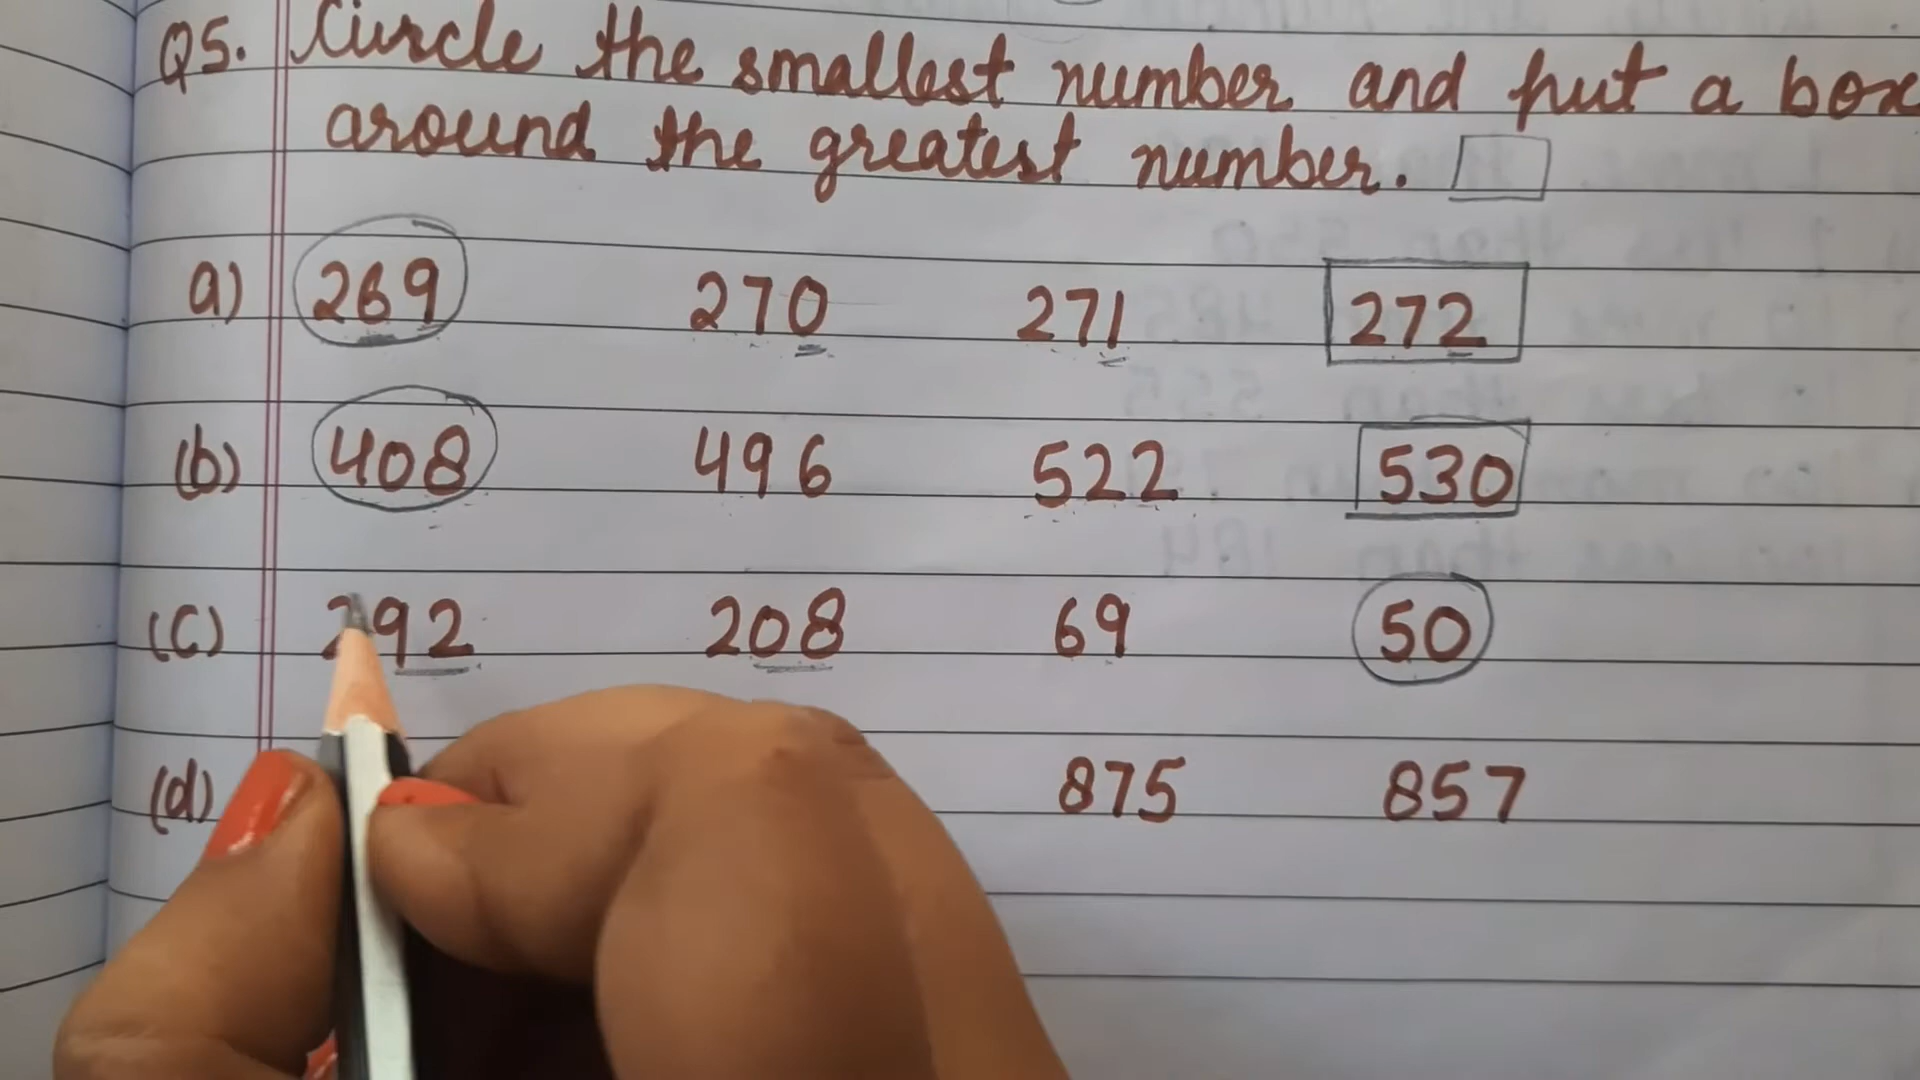 Q5. Circle the smallest number and put a box
around the greatest number.
a) 269 270 271 272
(b) 408 496 522 530
(c) 292 208 69 50
(d) 875 857